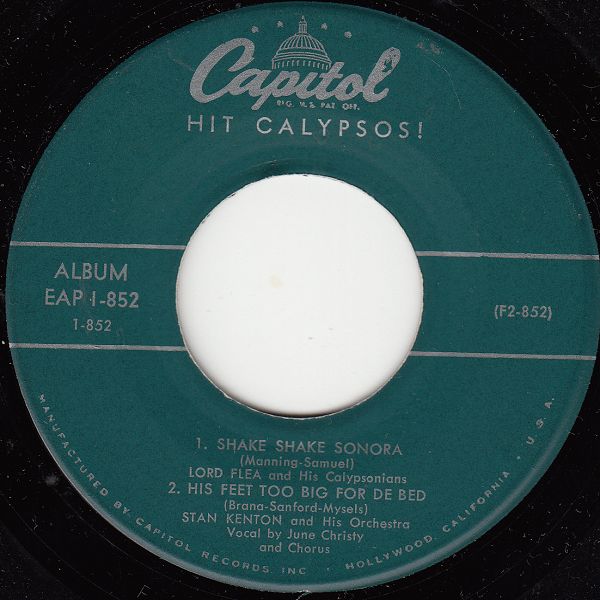 Capitol
REG. U.S. PAT. OFF.
HIT CALYPSOS!
ALBUM
EAP 1-852
1-852
(F2-852)
1. SHAKE SHAKE SONORA
(Manning-Samuel)
LORD FLEA and His Calypsonians
2. HIS FEET TOO BIG FOR DE BED
(Brana-Sanford-Mysels)
STAN KENTON and His Orchestra
Vocal by June Christy
and Chorus
MANUFACTURED BY CAPITOL RECORDS, INC • HOLLYWOOD, CALIFORNIA • U.S.A.